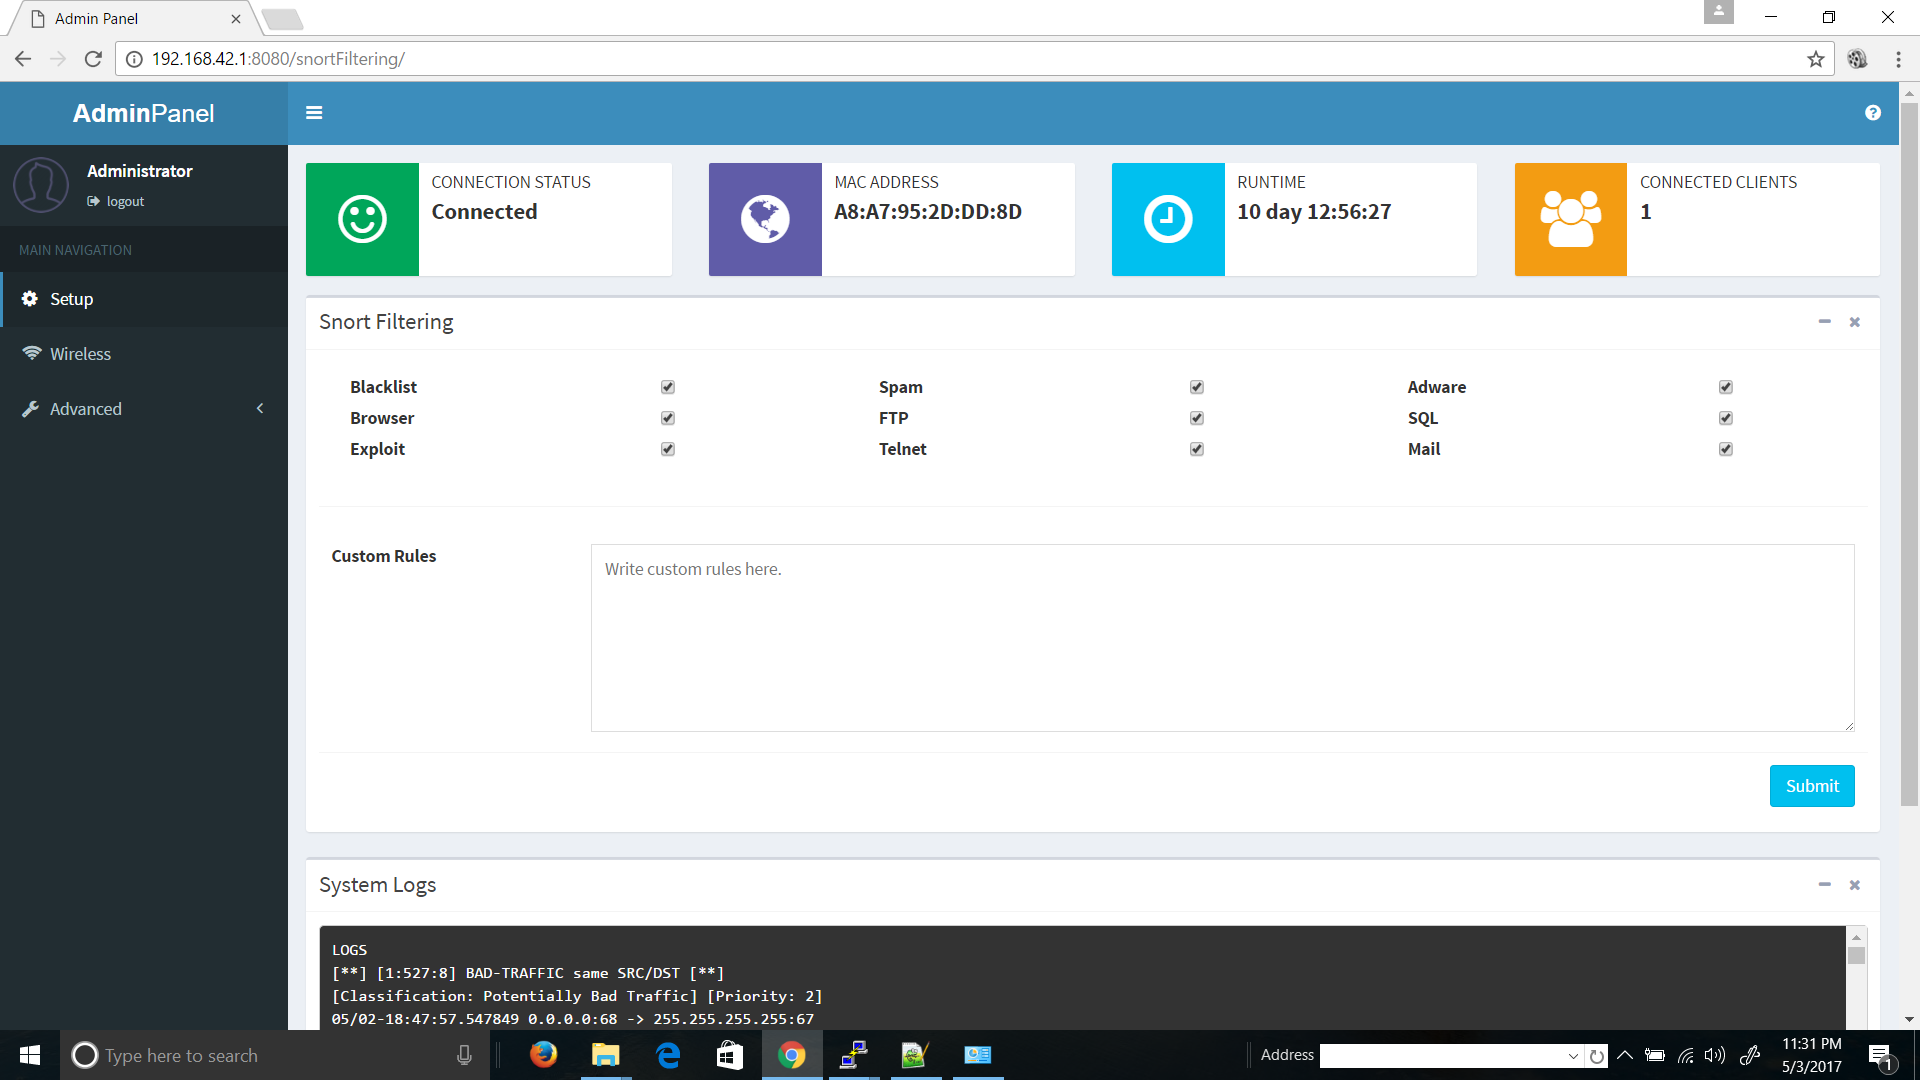 Admin Panel
192.168.42.1:8080/snortFiltering/
AdminPanel
Administrator
logout
MAIN NAVIGATION
Setup
Wireless
Advanced
CONNECTION STATUS
Connected
MAC ADDRESS
A8:A7:95:2D:DD:8D
RUNTIME
10 day 12:56:27
CONNECTED CLIENTS
1
Snort Filtering
Blacklist Spam Adware
Browser FTP SQL
Exploit Telnet Mail
Custom Rules
Write custom rules here.
Submit
System Logs
LOGS
[**] [1:527:8] BAD-TRAFFIC same SRC/DST [**]
[Classification: Potentially Bad Traffic] [Priority: 2]
05/02-18:47:57.547849 0.0.0.0:68 -> 255.255.255.255:67
Type here to search
Address
11:31 PM
5/3/2017
1